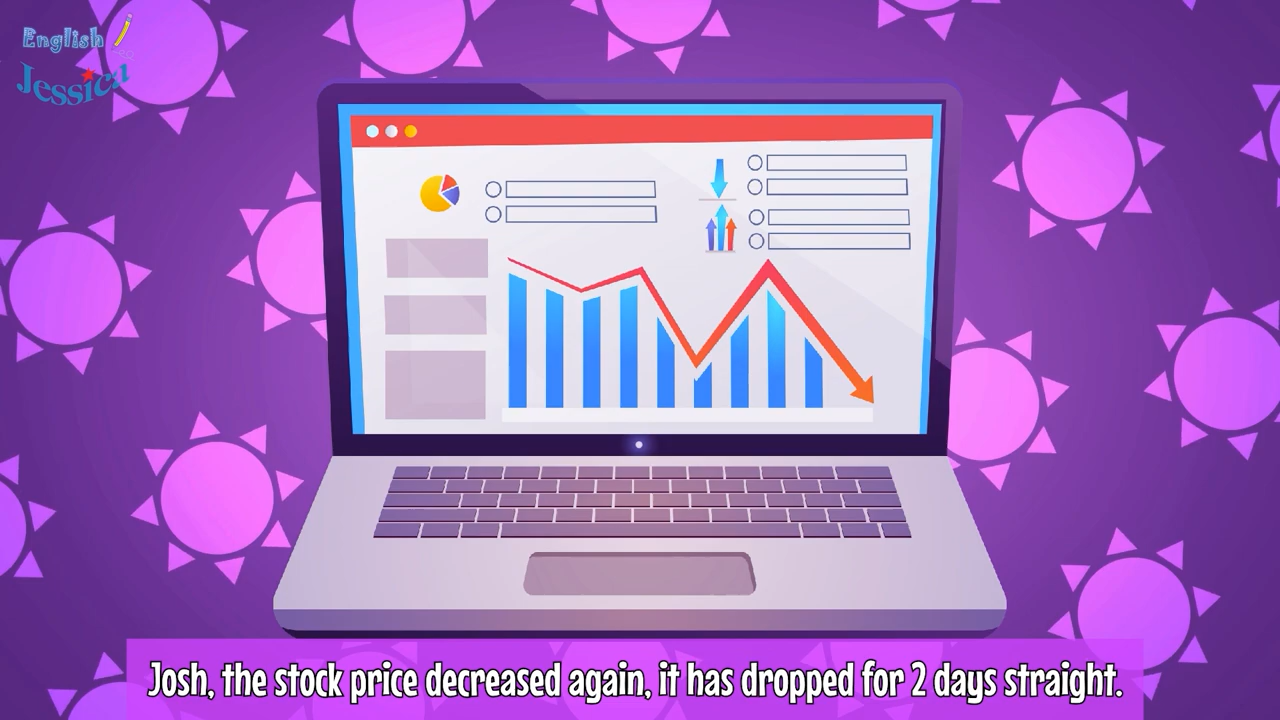 English
Jessica
Josh, the stock price decreased again, it has dropped for 2 days straight.